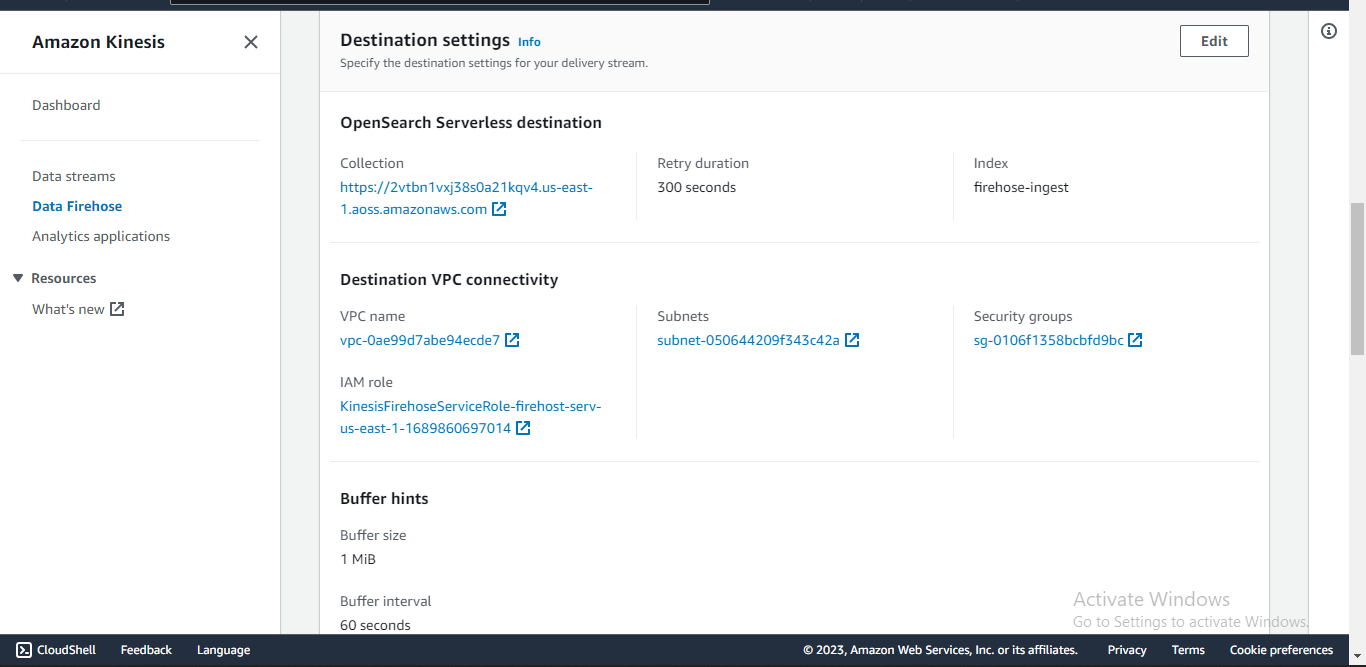 Amazon Kinesis
Dashboard
Data streams
Data Firehose
Analytics applications
Resources
What's new
Destination settings Info
Specify the destination settings for your delivery stream.
Edit
OpenSearch Serverless destination
Collection
https://2vtbn1vxj38s0a21kqv4.us-east-
1.aoss.amazonaws.com
Retry duration
300 seconds
Index
firehose-ingest
Destination VPC connectivity
VPC name
vpc-0ae99d7abe94ecde7
Subnets
subnet-050644209f343c42a
Security groups
sg-0106f1358bcbfd9bc
IAM role
KinesisFirehoseServiceRole-firehost-serv-
us-east-1-1689860697014
Buffer hints
Buffer size
1 MiB
Buffer interval
60 seconds
Activate Windows
Go to Settings to activate Windows.
CloudShell Feedback Language © 2023, Amazon Web Services, Inc. or its affiliates. Privacy Terms Cookie preferences